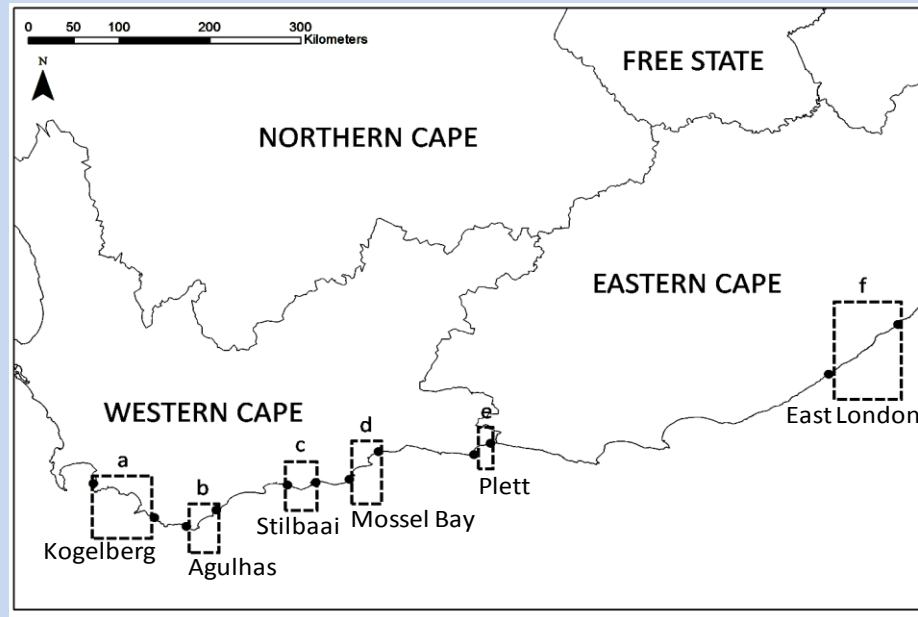 0 50 100 200 300
Kilometers
N
FREE STATE
NORTHERN CAPE
EASTERN CAPE
f
WESTERN CAPE
East London
d
e
c
a
b
Plett
Stilbaai
Mossel Bay
Kogelberg
Agulhas